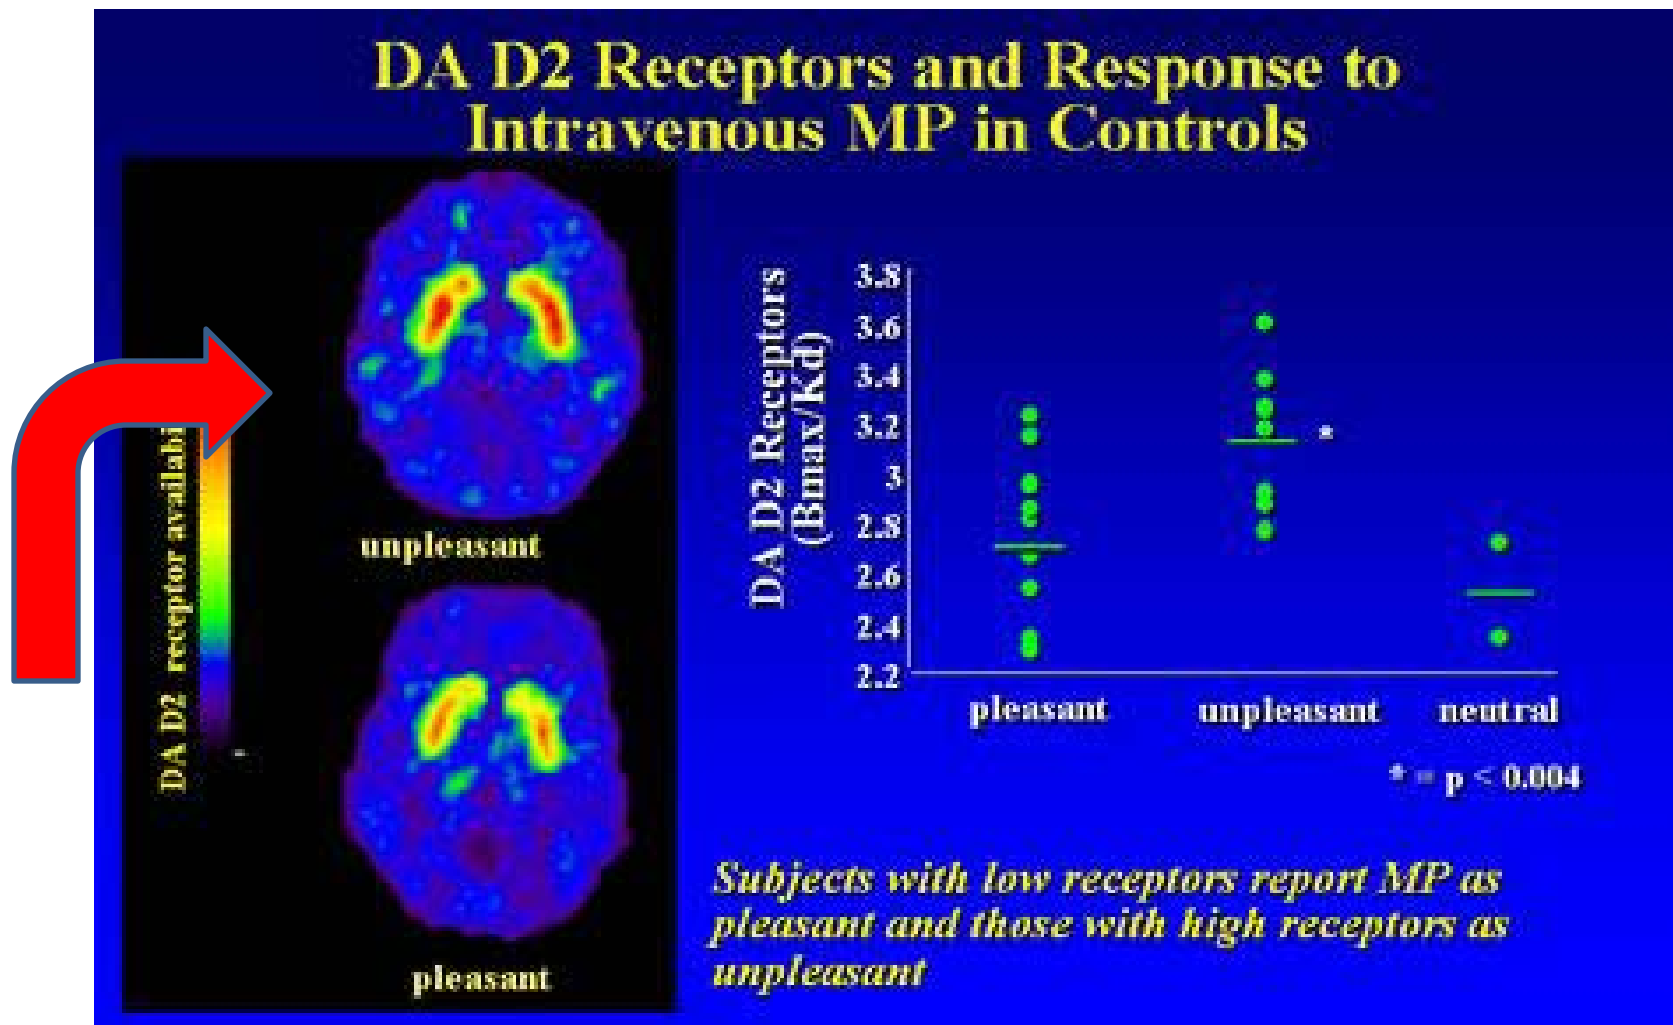 DA D2 Receptors and Response to
Intravenous MP in Controls
DA D2 receptor availabi
unpleasant
pleasant
DA D2 Receptors
(Bmax/Kd)
3.8
3.6
3.4
3.2
3
2.8
2.6
2.4
2.2
*
pleasant unpleasant neutral
* = p < 0.004
Subjects with low receptors report MP as
pleasant and those with high receptors as
unpleasant